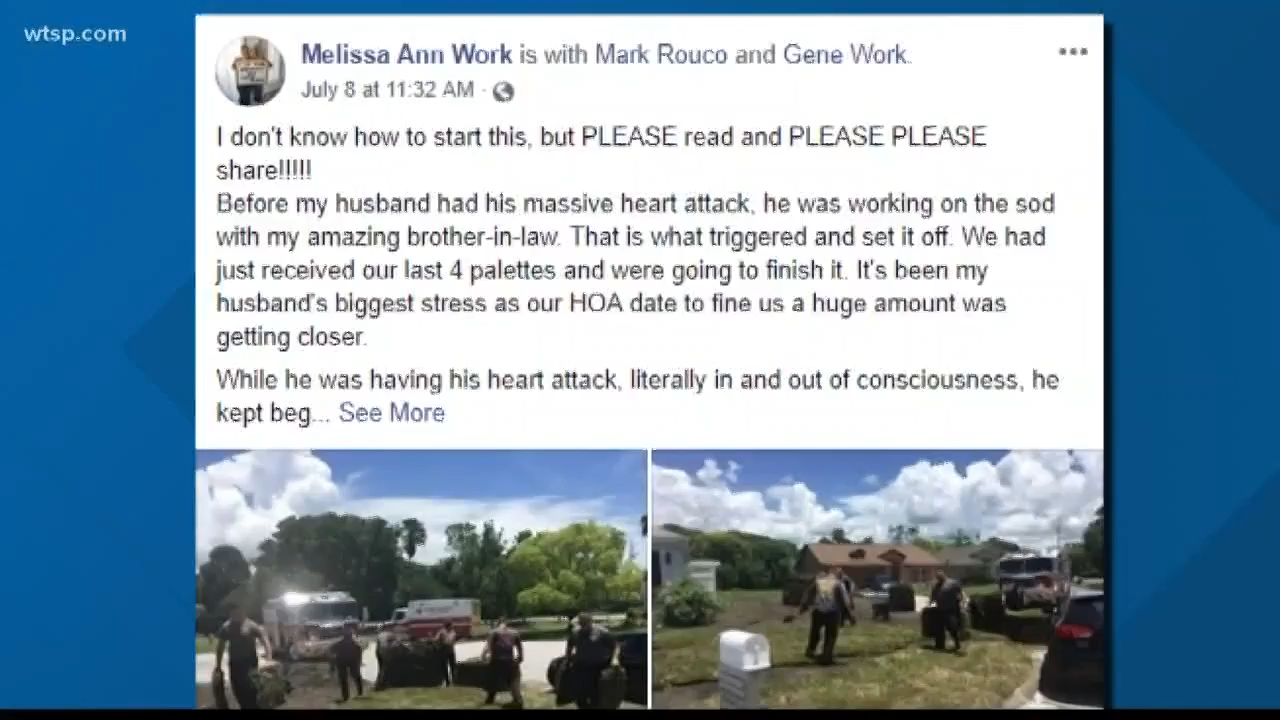 wtsp.com
Melissa Ann Work is with Mark Rouco and Gene Work.
July 8 at 11:32 AM ·
I don't know how to start this, but PLEASE read and PLEASE PLEASE
share!!!!!
Before my husband had his massive heart attack, he was working on the sod
with my amazing brother-in-law. That is what triggered and set it off. We had
just received our last 4 palettes and were going to finish it. It's been my
husband's biggest stress as our HOA date to fine us a huge amount was
getting closer.
While he was having his heart attack, literally in and out of consciousness, he
kept beg... See More